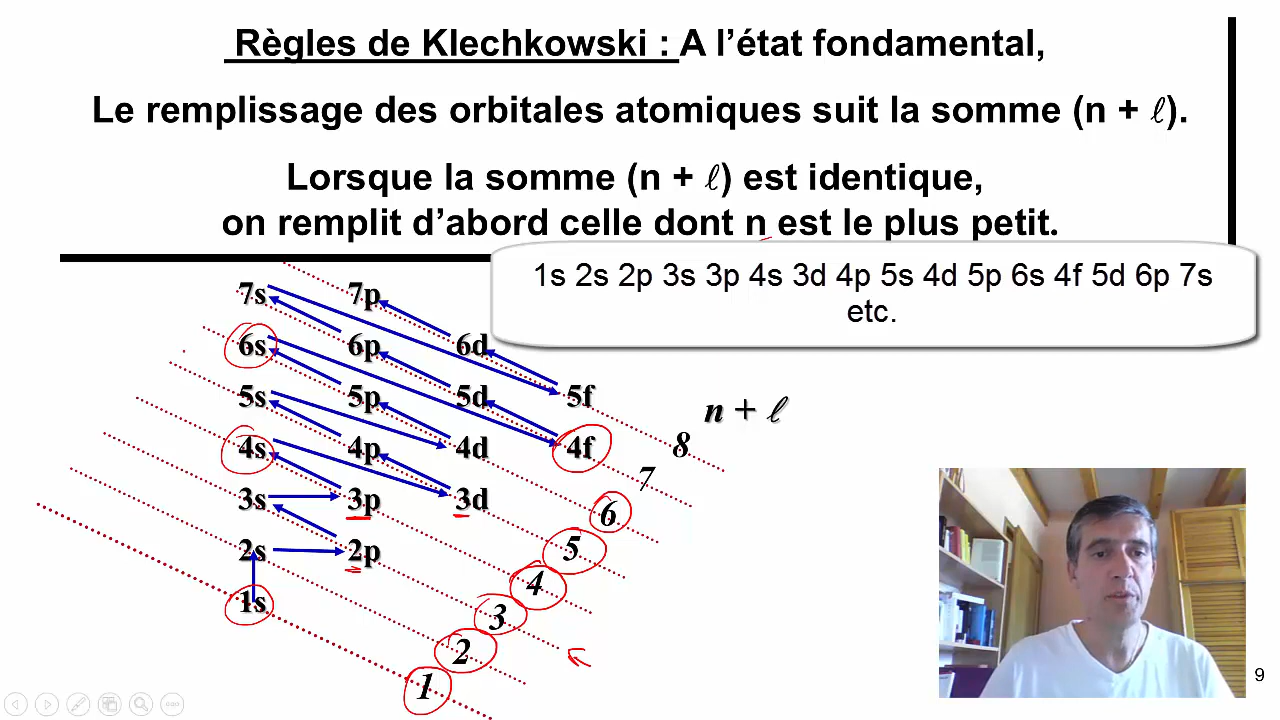 Règles de Klechkowski : A l’état fondamental,
Le remplissage des orbitales atomiques suit la somme (n + ℓ).
Lorsque la somme (n + ℓ) est identique,
on remplit d’abord celle dont n est le plus petit.
1s 2s 2p 3s 3p 4s 3d 4p 5s 4d 5p 6s 4f 5d 6p 7s
etc.
7s 7p
6s 6p 6d
5s 5p 5d 5f
n + ℓ
4s 4p 4d 4f 8
7
3s 3p 3d
6
2s 2p 5
4
1s
3
2
1
9